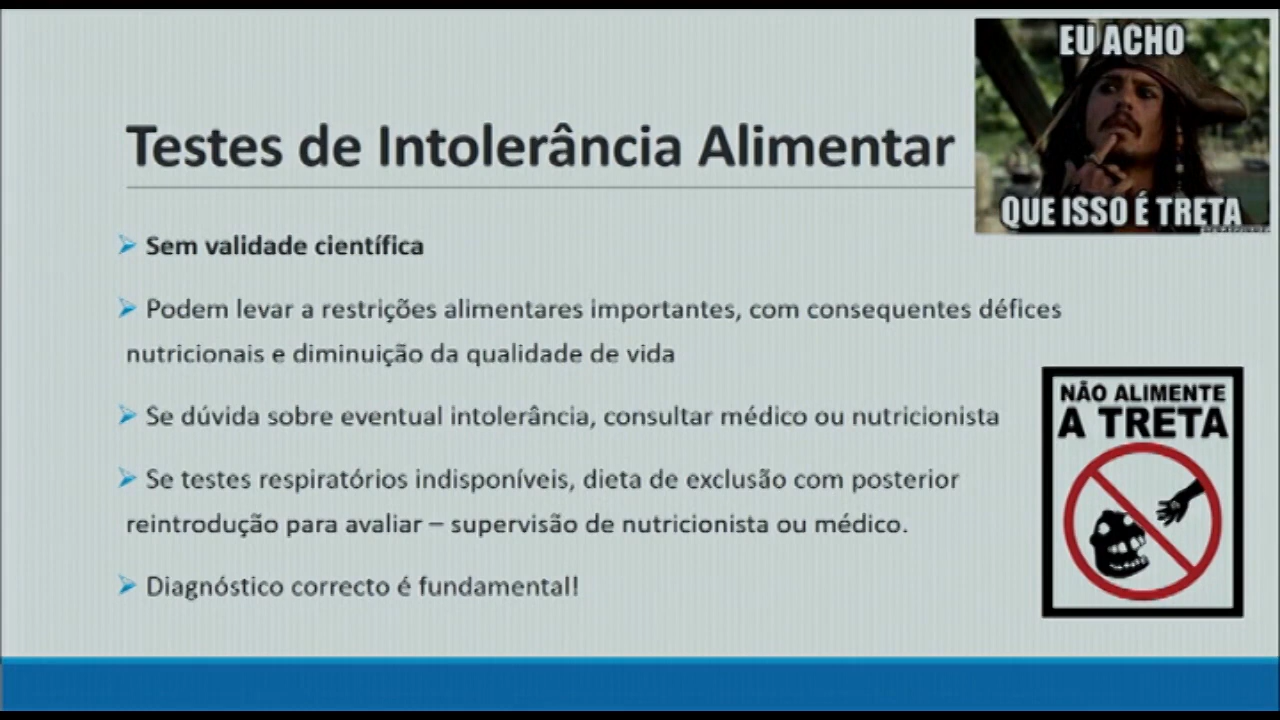 EU ACHO
QUE ISSO É TRETA
Testes de Intolerância Alimentar
Sem validade científica
Podem levar a restrições alimentares importantes, com consequentes défices
nutricionais e diminuição da qualidade de vida
Se dúvida sobre eventual intolerância, consultar médico ou nutricionista
Se testes respiratórios indisponíveis, dieta de exclusão com posterior
reintrodução para avaliar – supervisão de nutricionista ou médico.
Diagnóstico correcto é fundamental!
NÃO ALIMENTE
A TRETA